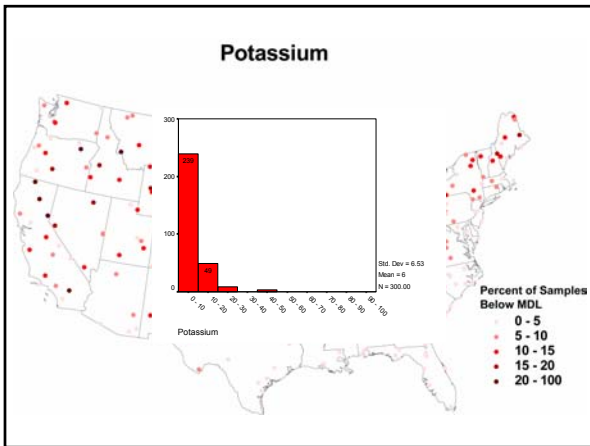 Potassium
300
200
100
0
239
49
0 - 10
10 - 20
20 - 30
30 - 40
40 - 50
50 - 60
60 - 70
70 - 80
80 - 90
90 - 100
Potassium
Std. Dev = 6.53
Mean = 6
N = 300.00
Percent of Samples
Below MDL
0 - 5
5 - 10
10 - 15
15 - 20
20 - 100